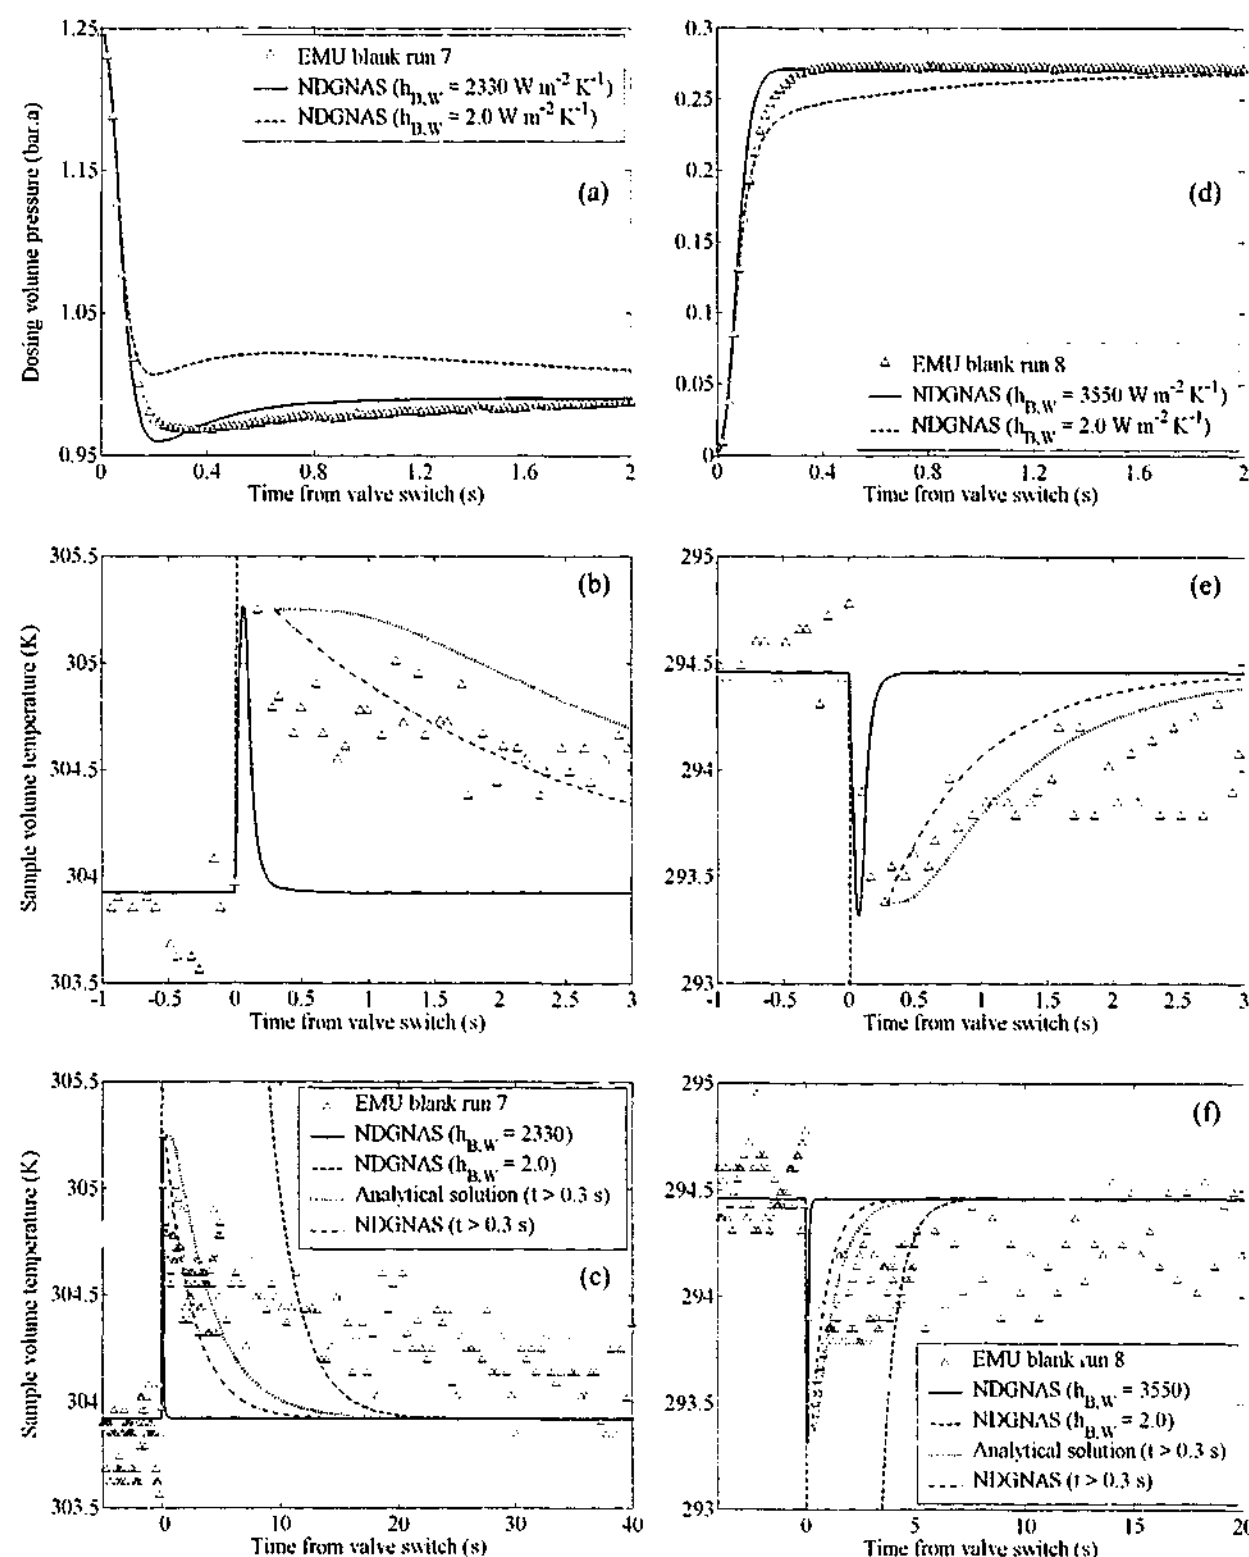 1.25
1.15
1.05
0.95
Dosing volume pressure (bar.a)
EMU blank run 7
NDGNAS (h_B,W = 2330 W m^-2 K^-1)
NDGNAS (h_B,W = 2.0 W m^-2 K^-1)
(a)
0 0.4 0.8 1.2 1.6 2
Time from valve switch (s)
0.3
0.25
0.2
0.15
0.1
0.05
0
(d)
EMU blank run 8
NDGNAS (h_B,W = 3550 W m^-2 K^-1)
NDGNAS (h_B,W = 2.0 W m^-2 K^-1)
0 0.4 0.8 1.2 1.6 2
Time from valve switch (s)
305.5
305
304.5
304
303.5
Sample volume temperature (K)
(b)
-1 -0.5 0 0.5 1 1.5 2 2.5 3
Time from valve switch (s)
295
294.5
294
293.5
293
(e)
-1 -0.5 0 0.5 1 1.5 2 2.5 3
Time from valve switch (s)
305.5
305
304.5
304
303.5
Sample volume temperature (K)
EMU blank run 7
NDGNAS (h_B,W = 2330)
NDGNAS (h_B,W = 2.0)
Analytical solution (t > 0.3 s)
NDGNAS (t > 0.3 s)
(c)
0 10 20 30 40
Time from valve switch (s)
295
294.5
294
293.5
293
(f)
EMU blank run 8
NDGNAS (h_B,W = 3550)
NDGNAS (h_B,W = 2.0)
Analytical solution (t > 0.3 s)
NDGNAS (t > 0.3 s)
0 5 10 15 20
Time from valve switch (s)